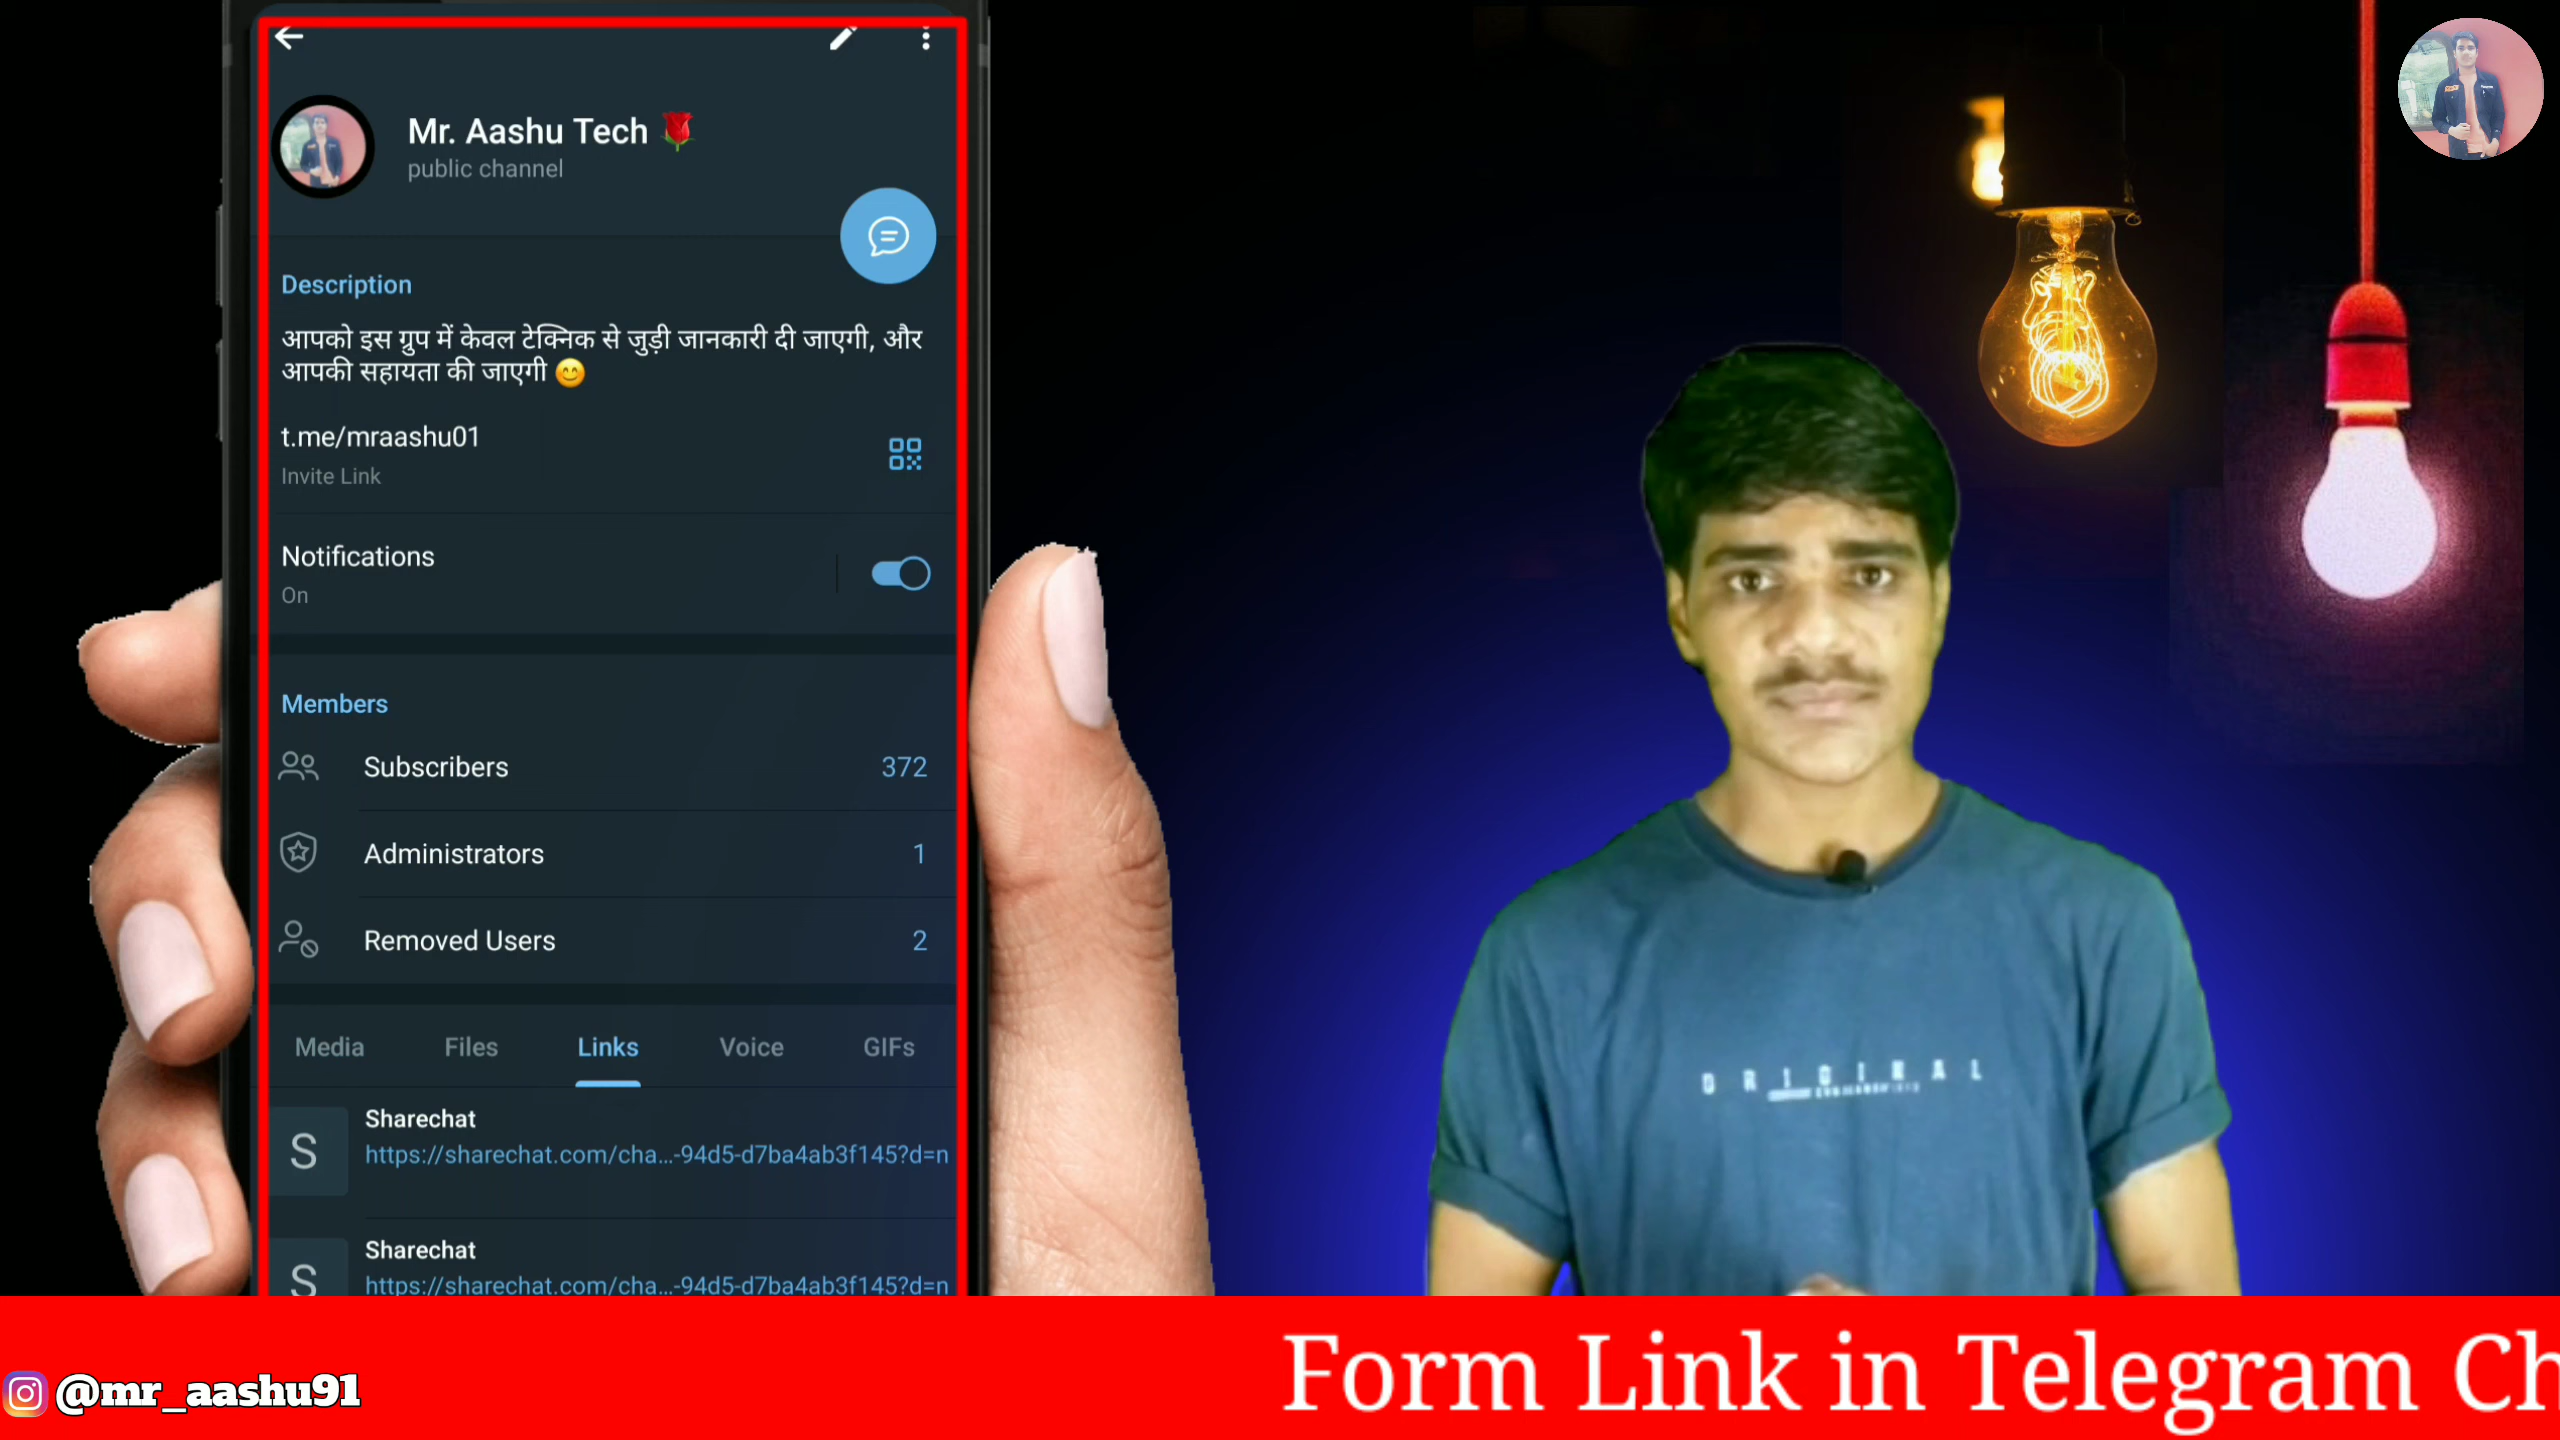 Mr. Aashu Tech 🌹
public channel
Description
आपको इस ग्रुप में केवल टेक्निक से जुड़ी जानकारी दी जाएगी, और
आपकी सहायता की जाएगी 😊
t.me/mraashu01
Invite Link
Notifications
On
Members
Subscribers 372
Administrators 1
Removed Users 2
Media Files Links Voice GIFs
S
Sharechat
https://sharechat.com/cha...-94d5-d7ba4ab3f145?d=n
S
Sharechat
https://sharechat.com/cha...-94d5-d7ba4ab3f145?d=n
ORIGINAL
@mr_aashu91
Form Link in Telegram Ch